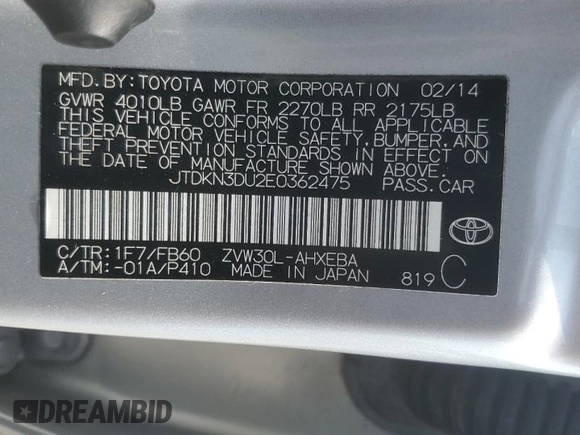 MFD.BY:TOYOTA MOTOR CORPORATION 02/14
GVWR 4010LB GAWR FR 2270LB RR 2175LB
THIS VEHICLE CONFORMS TO ALL APPLICABLE
FEDERAL MOTOR VEHICLE SAFETY,BUMPER,AND
THEFT PREVENTION STANDARDS IN EFFECT ON
THE DATE OF MANUFACTURE SHOWN ABOVE.
JTDKN3DU2E0362475 PASS.CAR
C/TR:1F7/FB60 ZVW30L-AHXEBA
A/TM:-01A/P410 MADE IN JAPAN 819 C
DREAMBID